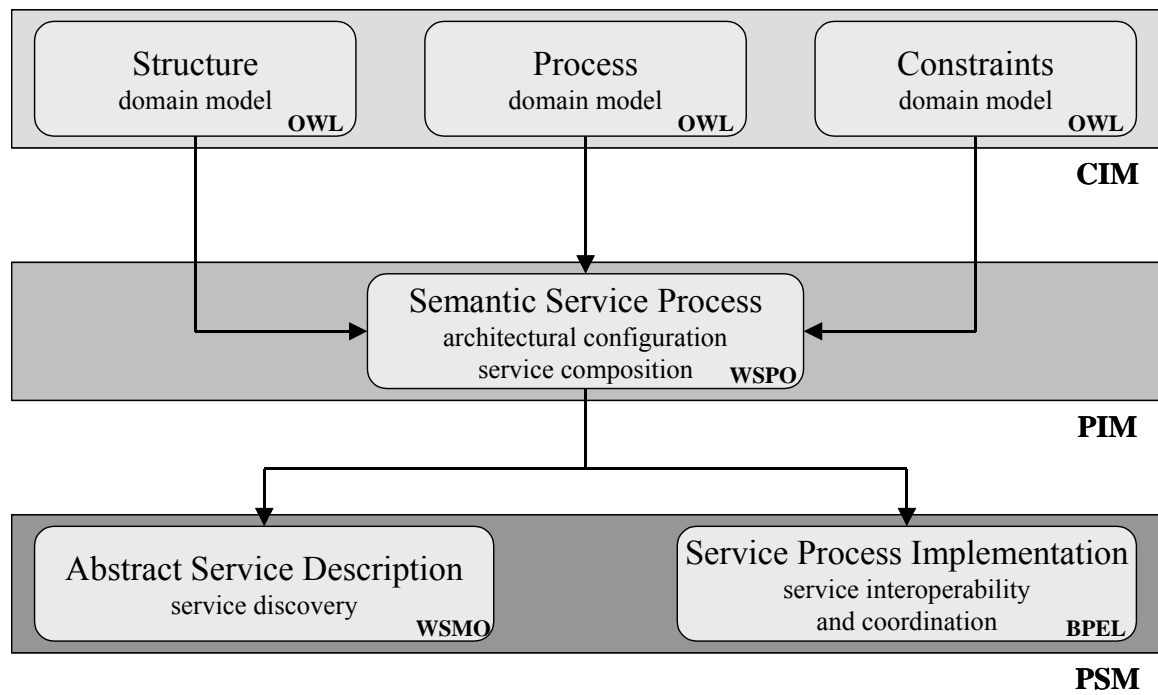 Structure
domain model
OWL
Process
domain model
OWL
Constraints
domain model
OWL
CIM
Semantic Service Process
architectural configuration
service composition
WSPO
PIM
Abstract Service Description
service discovery
WSMO
Service Process Implementation
service interoperability
and coordination
BPEL
PSM